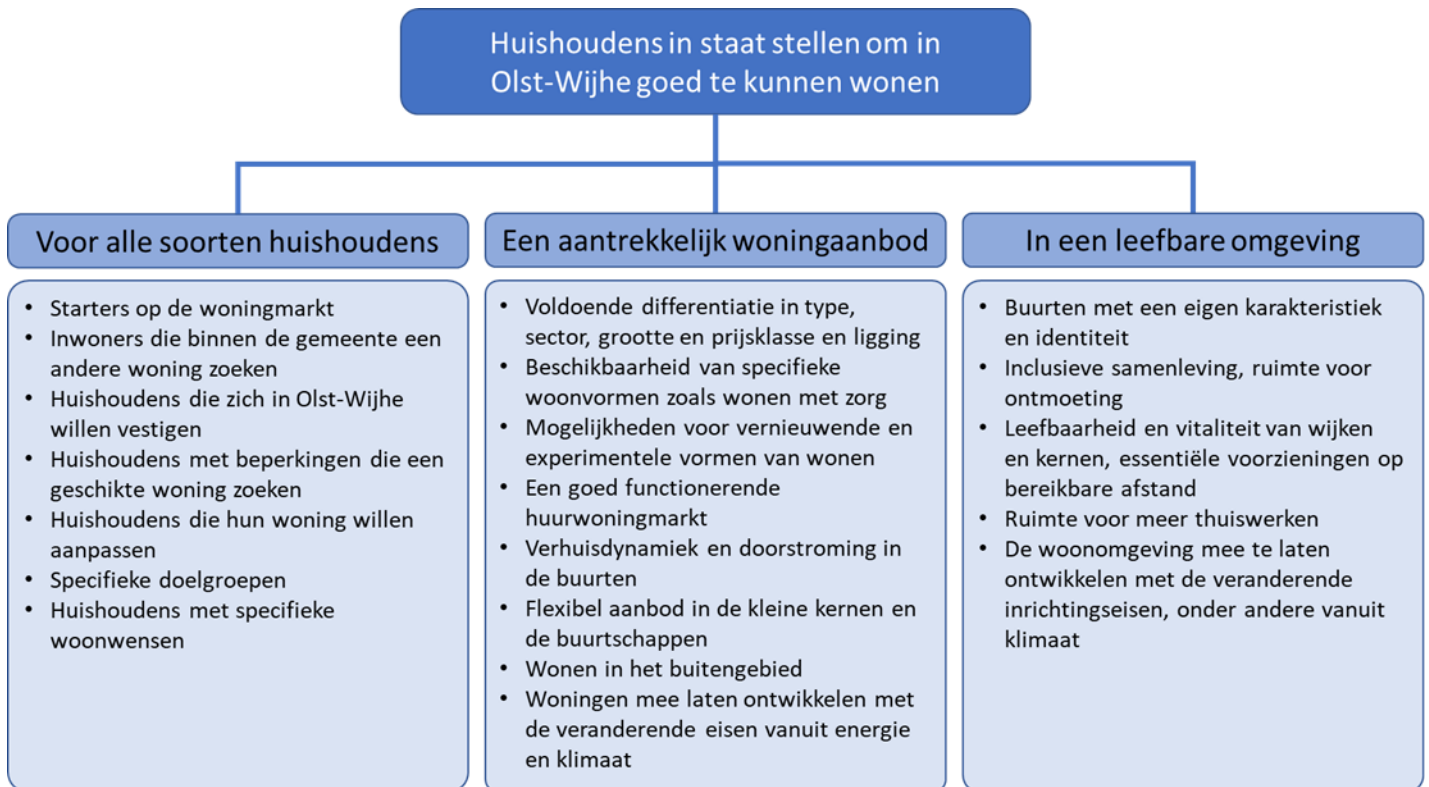 Huishoudens in staat stellen om in
Olst-Wijhe goed te kunnen wonen
Voor alle soorten huishoudens
• Starters op de woningmarkt
• Inwoners die binnen de gemeente een
andere woning zoeken
• Huishoudens die zich in Olst-Wijhe
willen vestigen
• Huishoudens met beperkingen die een
geschikte woning zoeken
• Huishoudens die hun woning willen
aanpassen
• Specifieke doelgroepen
• Huishoudens met specifieke
woonwensen
Een aantrekkelijk woningaanbod
• Voldoende differentiatie in type,
sector, grootte en prijsklasse en ligging
• Beschikbaarheid van specifieke
woonvormen zoals wonen met zorg
• Mogelijkheden voor vernieuwende en
experimentele vormen van wonen
• Een goed functionerende
huurwoningmarkt
• Verhuisdynamiek en doorstroming in
de buurten
• Flexibel aanbod in de kleine kernen en
de buurtschappen
• Wonen in het buitengebied
• Woningen mee laten ontwikkelen met
de veranderende eisen vanuit energie
en klimaat
In een leefbare omgeving
• Buurten met een eigen karakteristiek
en identiteit
• Inclusieve samenleving, ruimte voor
ontmoeting
• Leefbaarheid en vitaliteit van wijken
en kernen, essentiële voorzieningen op
bereikbare afstand
• Ruimte voor meer thuiswerken
• De woonomgeving mee te laten
ontwikkelen met de veranderende
inrichtingseisen, onder andere vanuit
klimaat